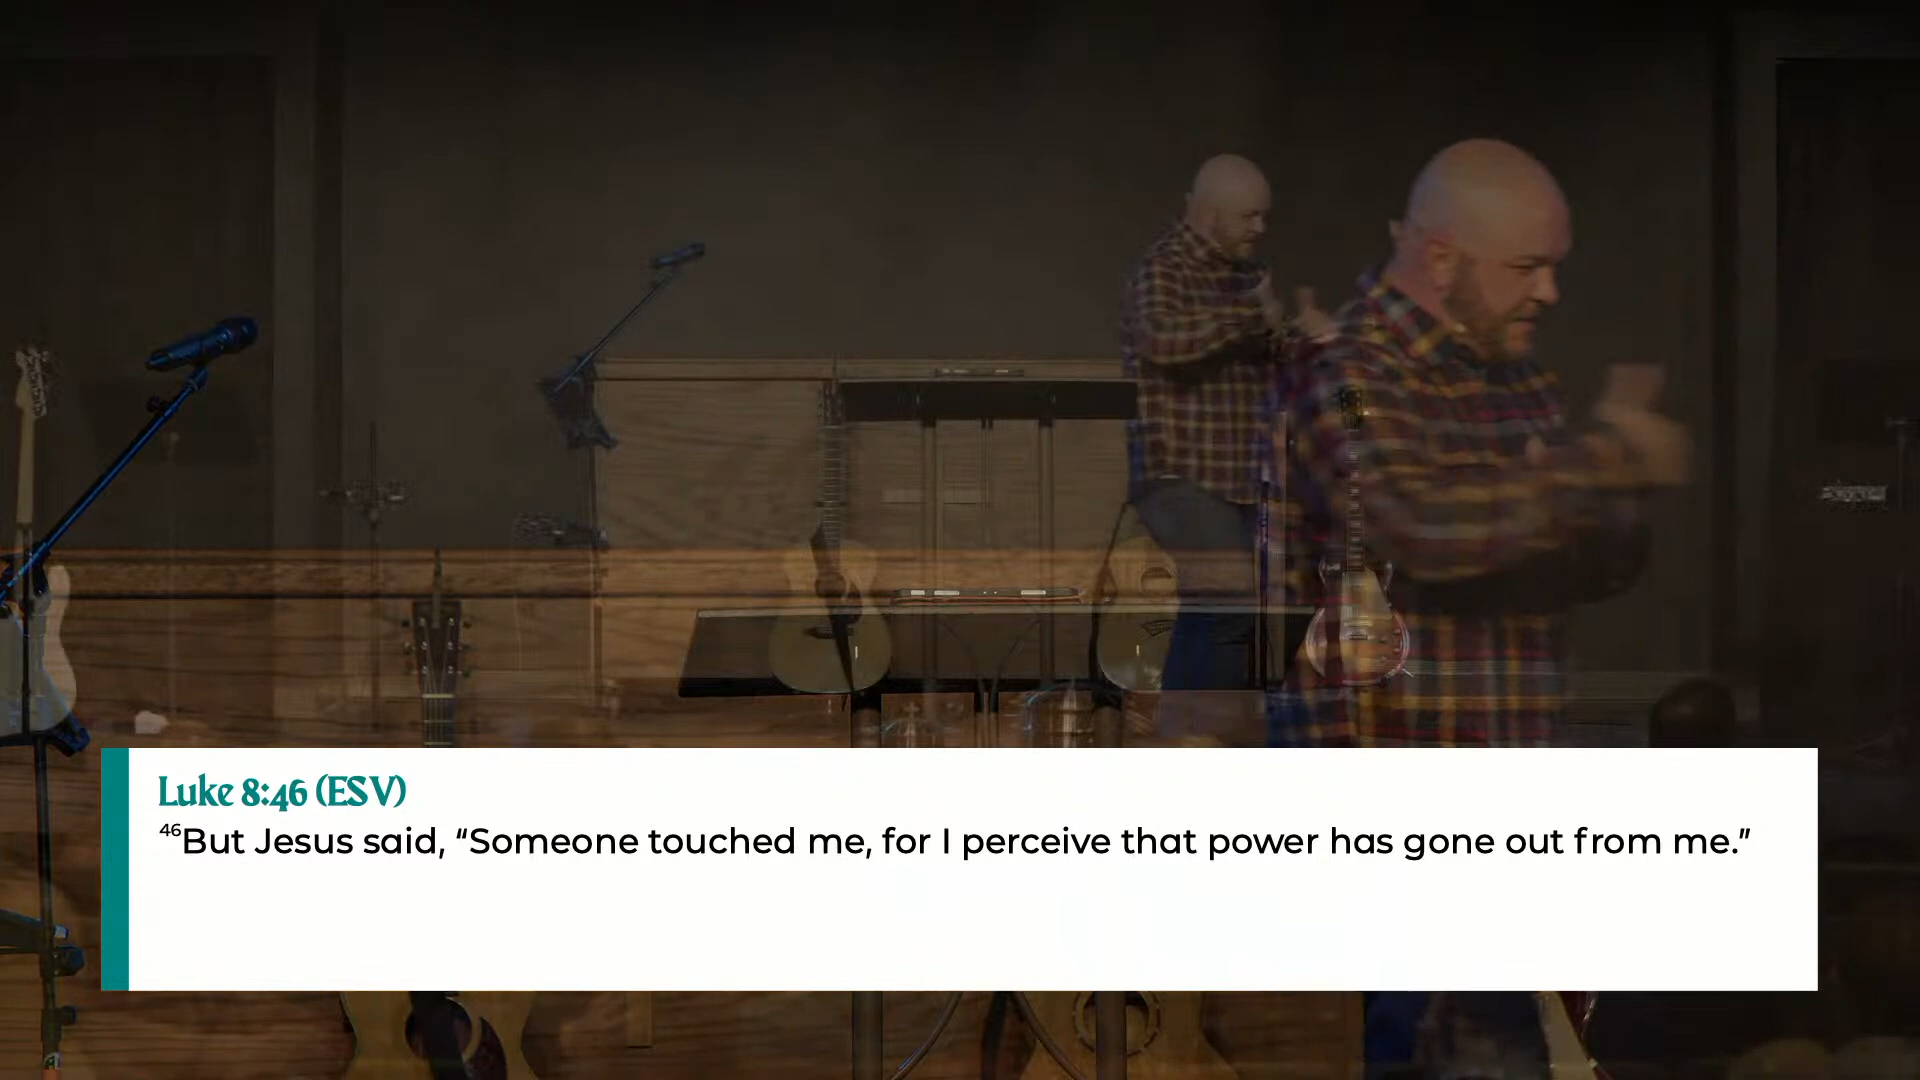 Luke 8:46 (ESV)
46But Jesus said, “Someone touched me, for I perceive that power has gone out from me.”